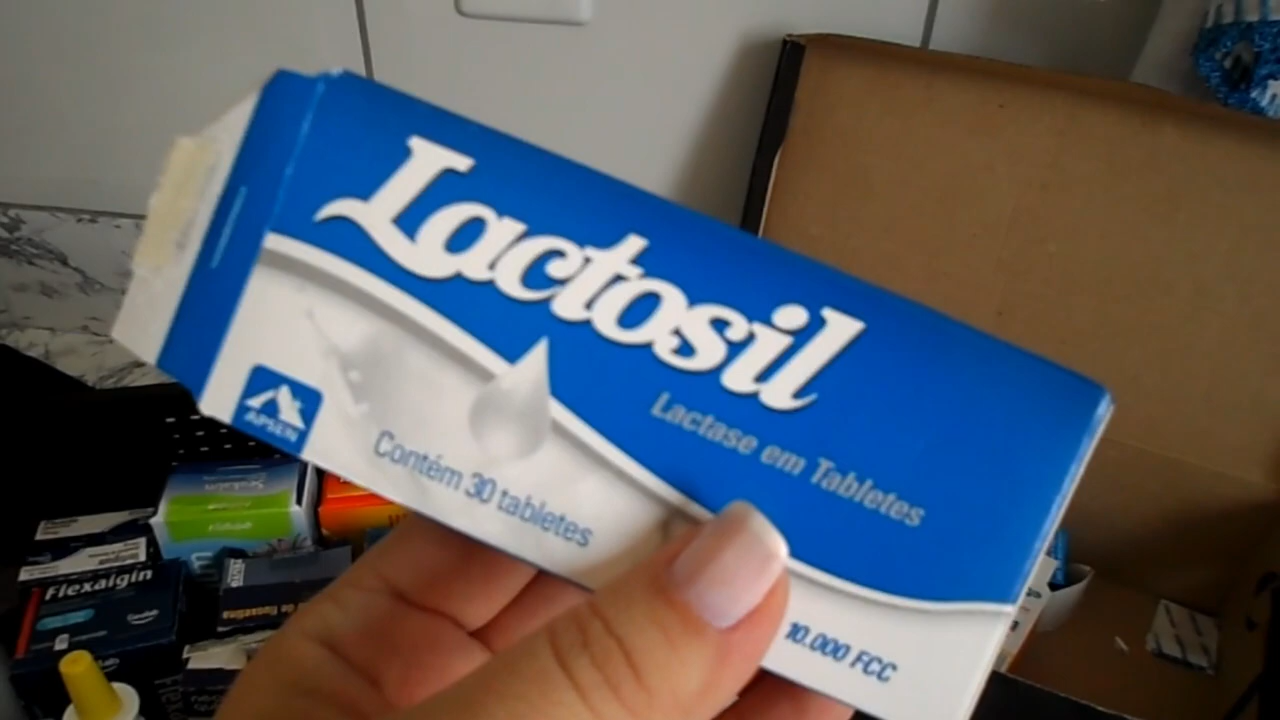 Lactosil
Lactase em Tabletes
APSEN
Contém 30 tabletes
10.000 FCC
Flexalgin